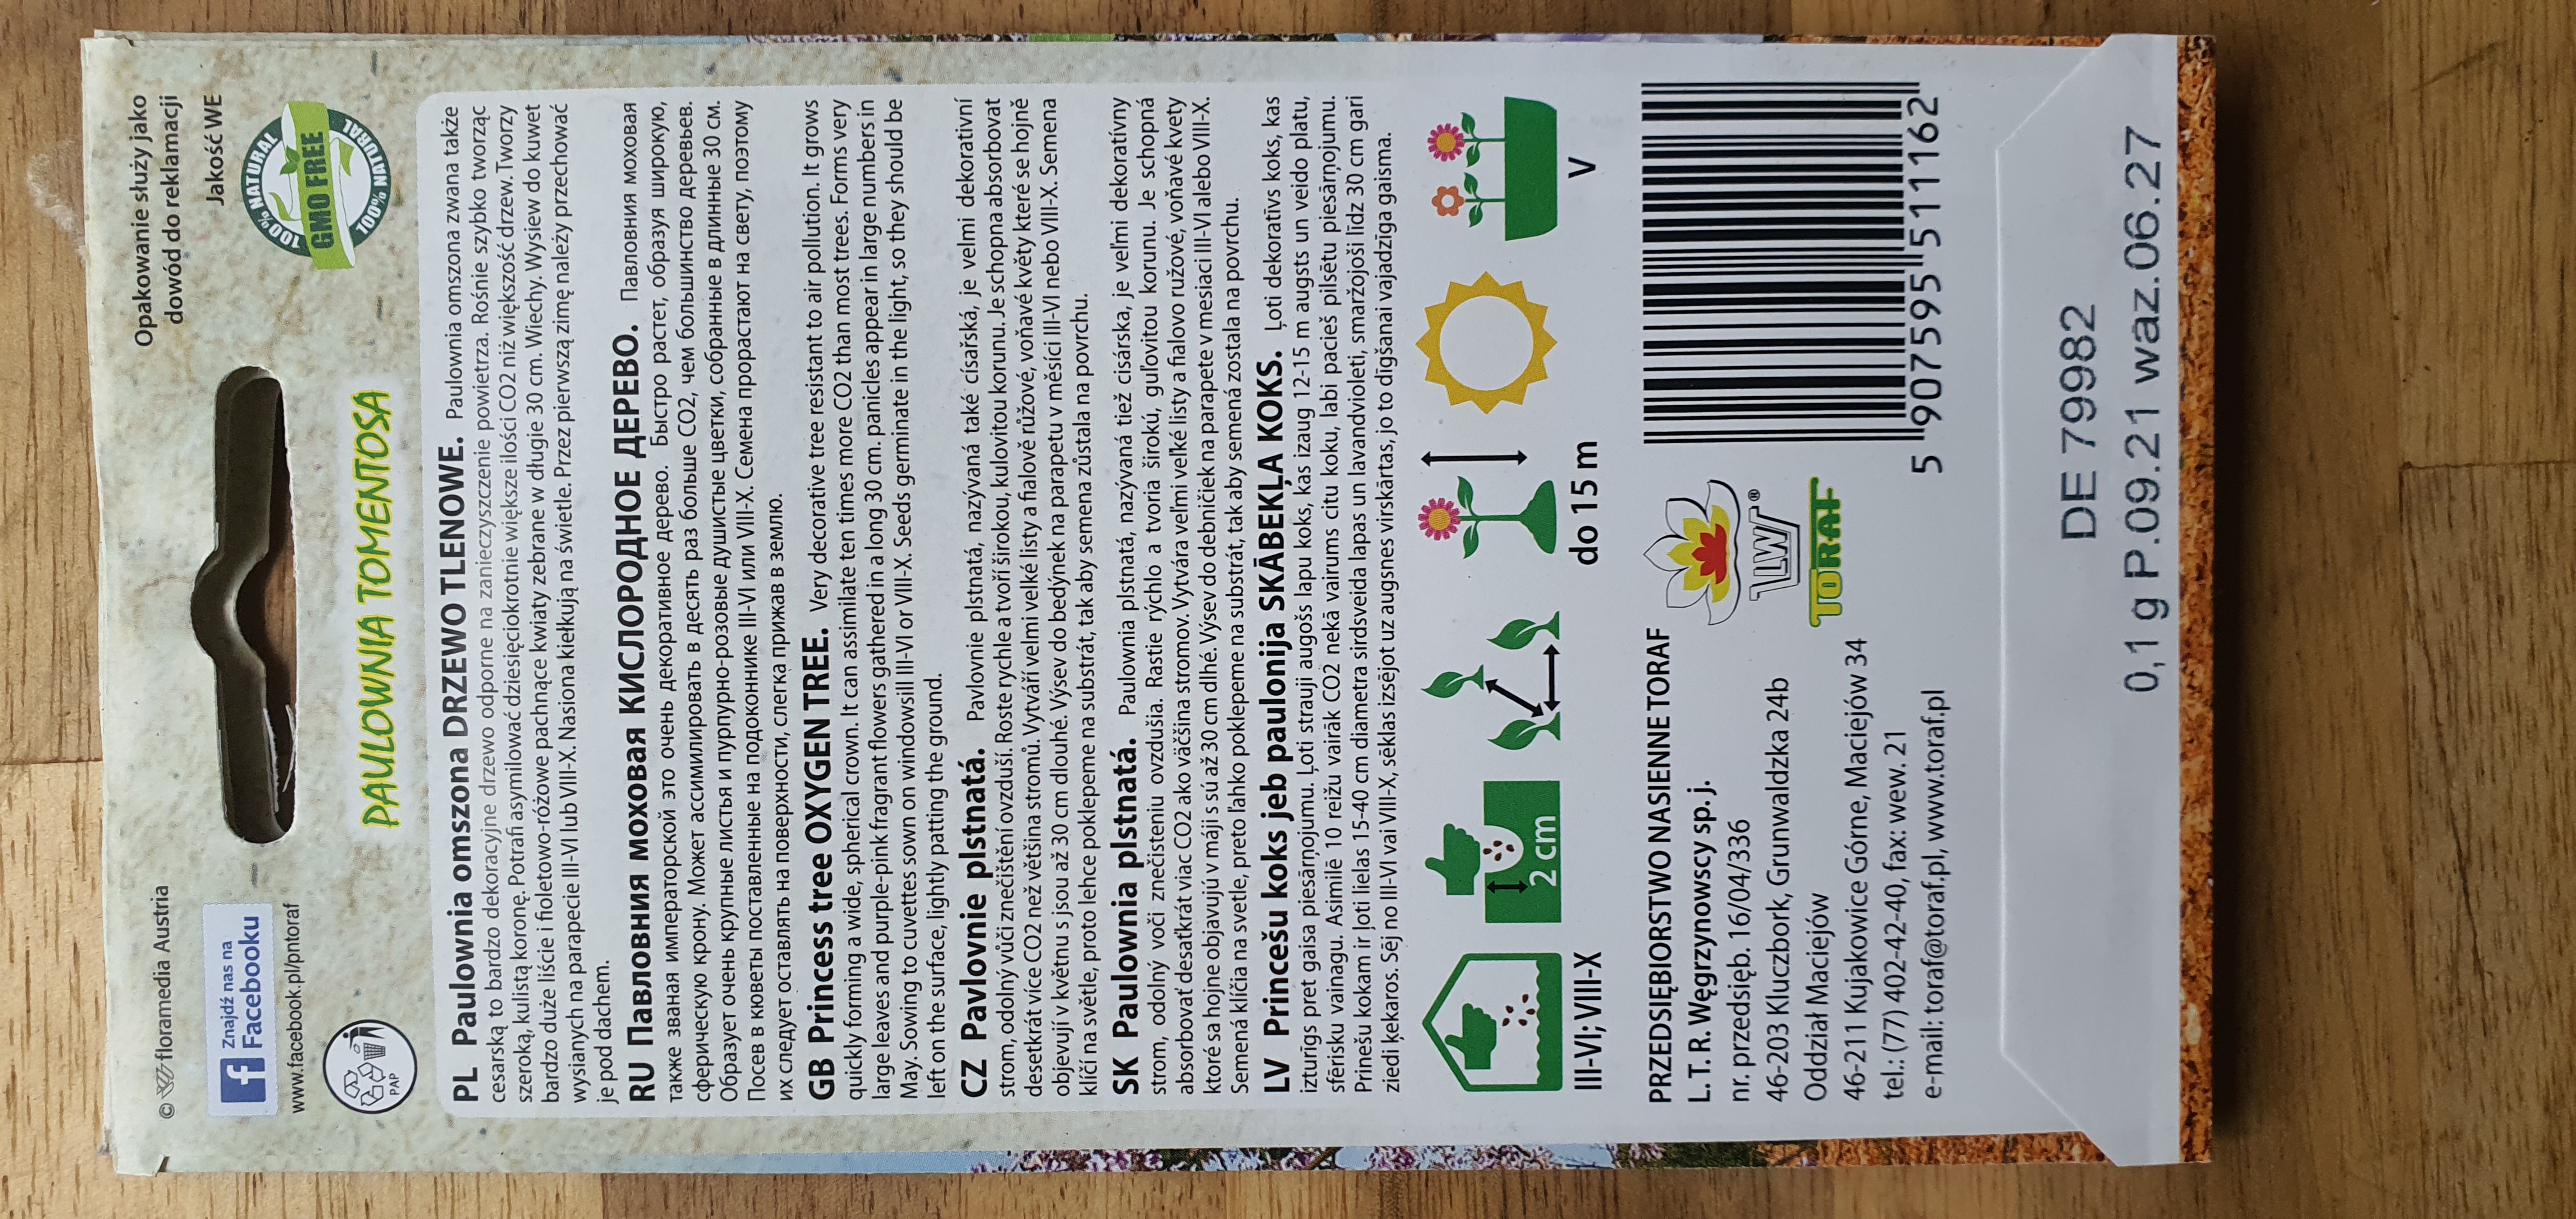 Opakowanie służy jako
dowód do reklamacji
Jakość WE
100% NATURAL
GMO FREE
100% NATURAL
© floramedia Austria
Znajdź nas na
Facebooku
www.facebook.pl/pntoraf
PAP
PAULOWNIA TOMENTOSA
PL Paulownia omszona DRZEWO TLENOWE. Paulownia omszona zwana także
cesarską to bardzo dekoracyjne drzewo odporne na zanieczyszczenie powietrza. Rośnie szybko tworząc
szeroką, kulistą koronę. Potrafi asymilować dziesięciokrotnie większe ilości CO2 niż większość drzew. Tworzy
bardzo duże liście i fioletowo-różowe pachnące kwiaty zebrane w długie 30 cm. Wiechy. Wysiew do kuwet
wysianych na parapecie III-VI lub VIII-X. Nasiona kiełkują na świetle. Przez pierwszą zimę należy przechować
je pod dachem.
RU Павловния моховая КИСЛОРОДНОЕ ДЕРЕВО. Павловния моховая
также званая императорской это очень декоративное дерево. Быстро растет, образуя широкую,
сферическую крону. Может ассимилировать в десять раз больше СО2, чем большинство деревьев.
Образует очень крупные листья и пурпурно-розовые душистые цветки, собранные в длинные 30 см.
Посев в кюветы поставленные на подоконнике III-VI или VIII-X. Семена прорастают на свету, поэтому
их следует оставлять на поверхности, слегка прижав в землю.
GB Princess tree OXYGEN TREE. Very decorative tree resistant to air pollution. It grows
quickly forming a wide, spherical crown. It can assimilate ten times more CO2 than most trees. Forms very
large leaves and purple-pink fragrant flowers gathered in a long 30 cm. panicles appear in large numbers in
May. Sowing to cuvettes sown on windowsill III-VI or VIII-X. Seeds germinate in the light, so they should be
left on the surface, lightly patting the ground.
CZ Pavlovnie plstnatá. Pavlovnie plstnatá, nazývaná také císařská, je velmi dekorativní
strom, odolný vůči znečištění ovzduší. Roste rychle a tvoří širokou, kulovitou korunu. Je schopna absorbovat
desetkrát více CO2 než většina stromů. Vytváří velmi velké listy a fialově růžové, voňavé květy které se hojně
objevují v květnu s jsou až 30 cm dlouhé. Výsev do bedýnek na parapetu v měsíci III-VI nebo VIII-X. Semena
klíčí na světle, proto lehce poklepeme na substrát, tak aby semena zůstala na povrchu.
SK Paulownia plstnatá. Paulownia plstnatá, nazývaná tiež cisárska, je veľmi dekoratívny
strom, odolný voči znečisteniu ovzdušia. Rastie rýchlo a tvoria širokú, guľovitou korunu. Je schopná
absorbovať desaťkrát viac CO2 ako väčšina stromov. Vytvára veľmi veľké listy a fialovo ružové, voňavé kvety
ktoré sa hojne objavujú v máji s sú až 30 cm dlhé. Výsev do debničiek na parapete v mesiaci III-VI alebo VIII-X.
Semená klíčia na svetle, preto ľahko poklepeme na substrát, tak aby semená zostala na povrchu.
LV Princešu koks jeb paulonija SKĀBEKĻA KOKS. Ļoti dekoratīvs koks, kas
izturīgs pret gaisa piesārņojumu. Ļoti strauji augošs lapu koks, kas izaug 12-15 m augsts un veido platu,
sfērisku vainagu. Asimilē 10 reižu vairāk CO2 nekā vairums citu koku, labi pacieš pilsētu piesārņojumu.
Prinešu kokam ir ļoti lielas 15-40 cm diametra sirdsveida lapas un lavandvioleti, smaržojoši līdz 30 cm gari
ziedi ķekaros. Sēj no III-VI vai VIII-X, sēklas izsējot uz augsnes virskārtas, jo to dīgšanai vajadzīga gaisma.
2 cm
III-VI; VIII-X
do 15 m
V
PRZEDSIĘBIORSTWO NASIENNE TORAF
L. T. R. Węgrzynowscy sp. j.
nr. przedsięb. 16/04/336
46-203 Kluczbork, Grunwaldzka 24b
Oddział Maciejów
46-211 Kujakowice Górne, Maciejów 34
tel.: (77) 402-42-40, fax: wew. 21
e-mail: toraf@toraf.pl, www.toraf.pl
LWT®
TORAF
5 907595 511162
DE 79982
0,1 g P.09.21 waz.06.27